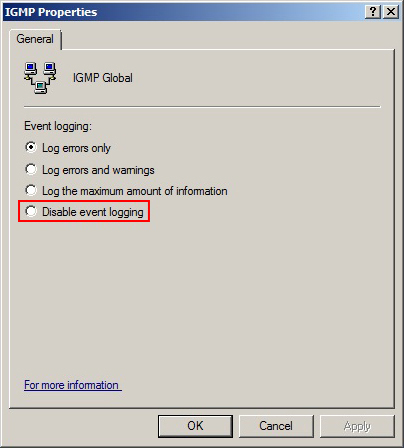 IGMP Properties
General
IGMP Global
Event logging:
Log errors only
Log errors and warnings
Log the maximum amount of information
Disable event logging
For more information
OK Cancel Apply